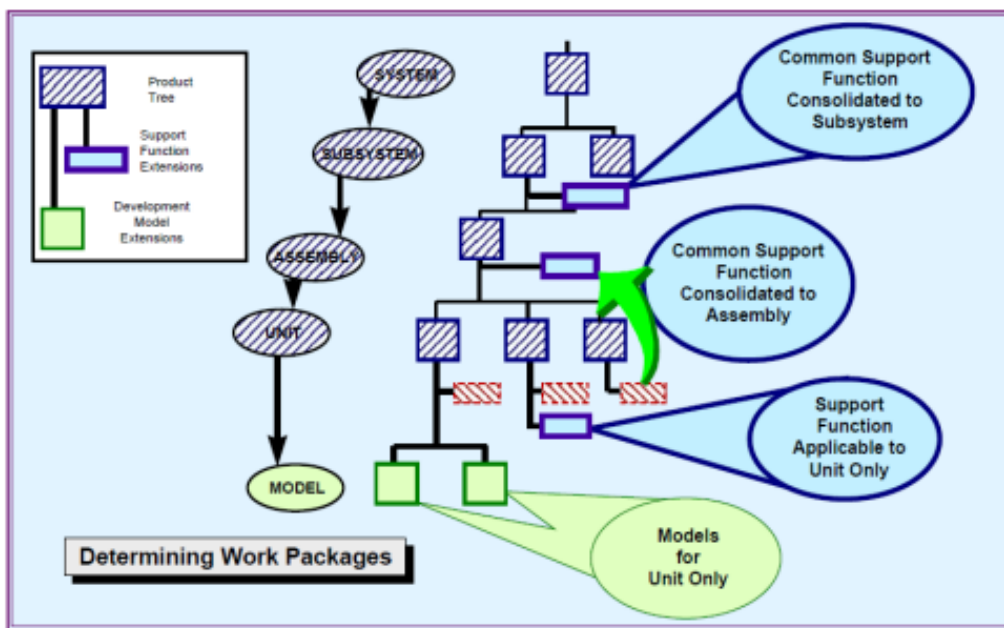 Product
Tree
Support
Function
Extensions
Development
Model
Extensions
SYSTEM
SUBSYSTEM
ASSEMBLY
UNIT
MODEL
Common Support
Function
Consolidated to
Subsystem
Common Support
Function
Consolidated to
Assembly
Support
Function
Applicable to
Unit Only
Models
for
Unit Only
Determining Work Packages